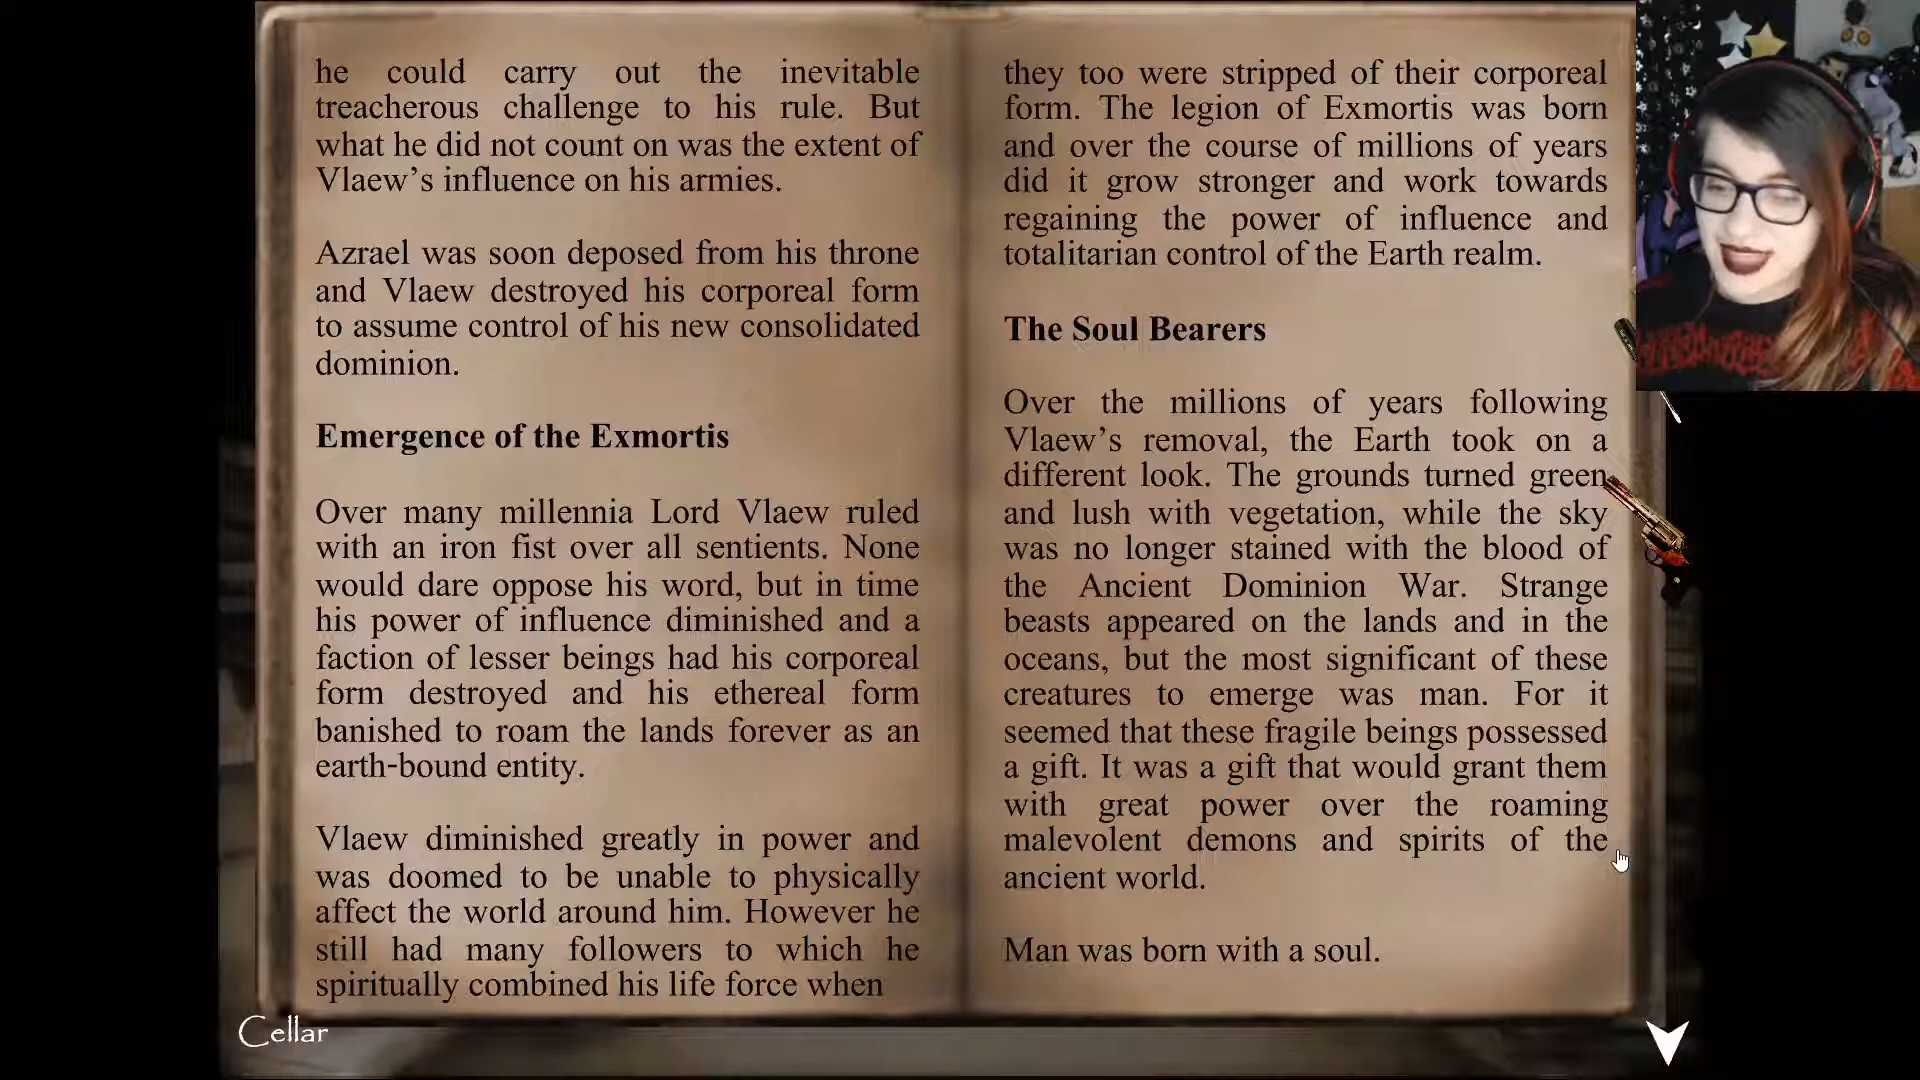 he could carry out the inevitable
treacherous challenge to his rule. But
what he did not count on was the extent of
Vlaew’s influence on his armies.
Azrael was soon deposed from his throne
and Vlaew destroyed his corporeal form
to assume control of his new consolidated
dominion.
Emergence of the Exmortis
Over many millennia Lord Vlaew ruled
with an iron fist over all sentients. None
would dare oppose his word, but in time
his power of influence diminished and a
faction of lesser beings had his corporeal
form destroyed and his ethereal form
banished to roam the lands forever as an
earth-bound entity.
Vlaew diminished greatly in power and
was doomed to be unable to physically
affect the world around him. However he
still had many followers to which he
spiritually combined his life force when
they too were stripped of their corporeal
form. The legion of Exmortis was born
and over the course of millions of years
did it grow stronger and work towards
regaining the power of influence and
totalitarian control of the Earth realm.
The Soul Bearers
Over the millions of years following
Vlaew’s removal, the Earth took on a
different look. The grounds turned green
and lush with vegetation, while the sky
was no longer stained with the blood of
the Ancient Dominion War. Strange
beasts appeared on the lands and in the
oceans, but the most significant of these
creatures to emerge was man. For it
seemed that these fragile beings possessed
a gift. It was a gift that would grant them
with great power over the roaming
malevolent demons and spirits of the
ancient world.
Man was born with a soul.
Cellar